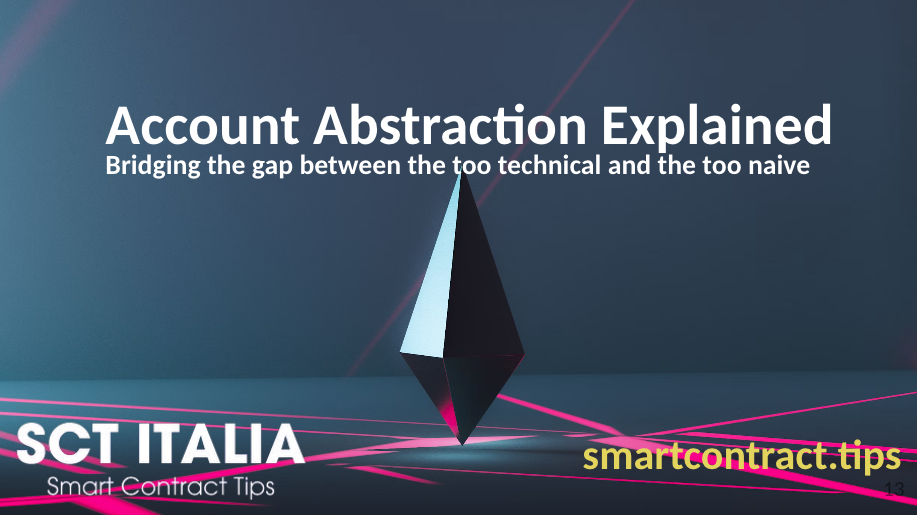 Account Abstraction Explained
Bridging the gap between the too technical and the too naive
SCT ITALIA
Smart Contract Tips
smartcontract.tips
13